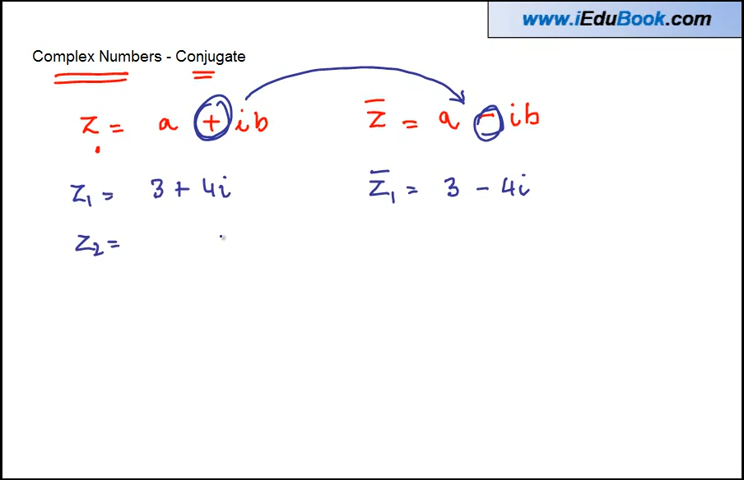 www.iEduBook.com
Complex Numbers - Conjugate
z = a + ib z̅ = a - ib
z₁ = 3 + 4i z̅₁ = 3 - 4i
z₂ =